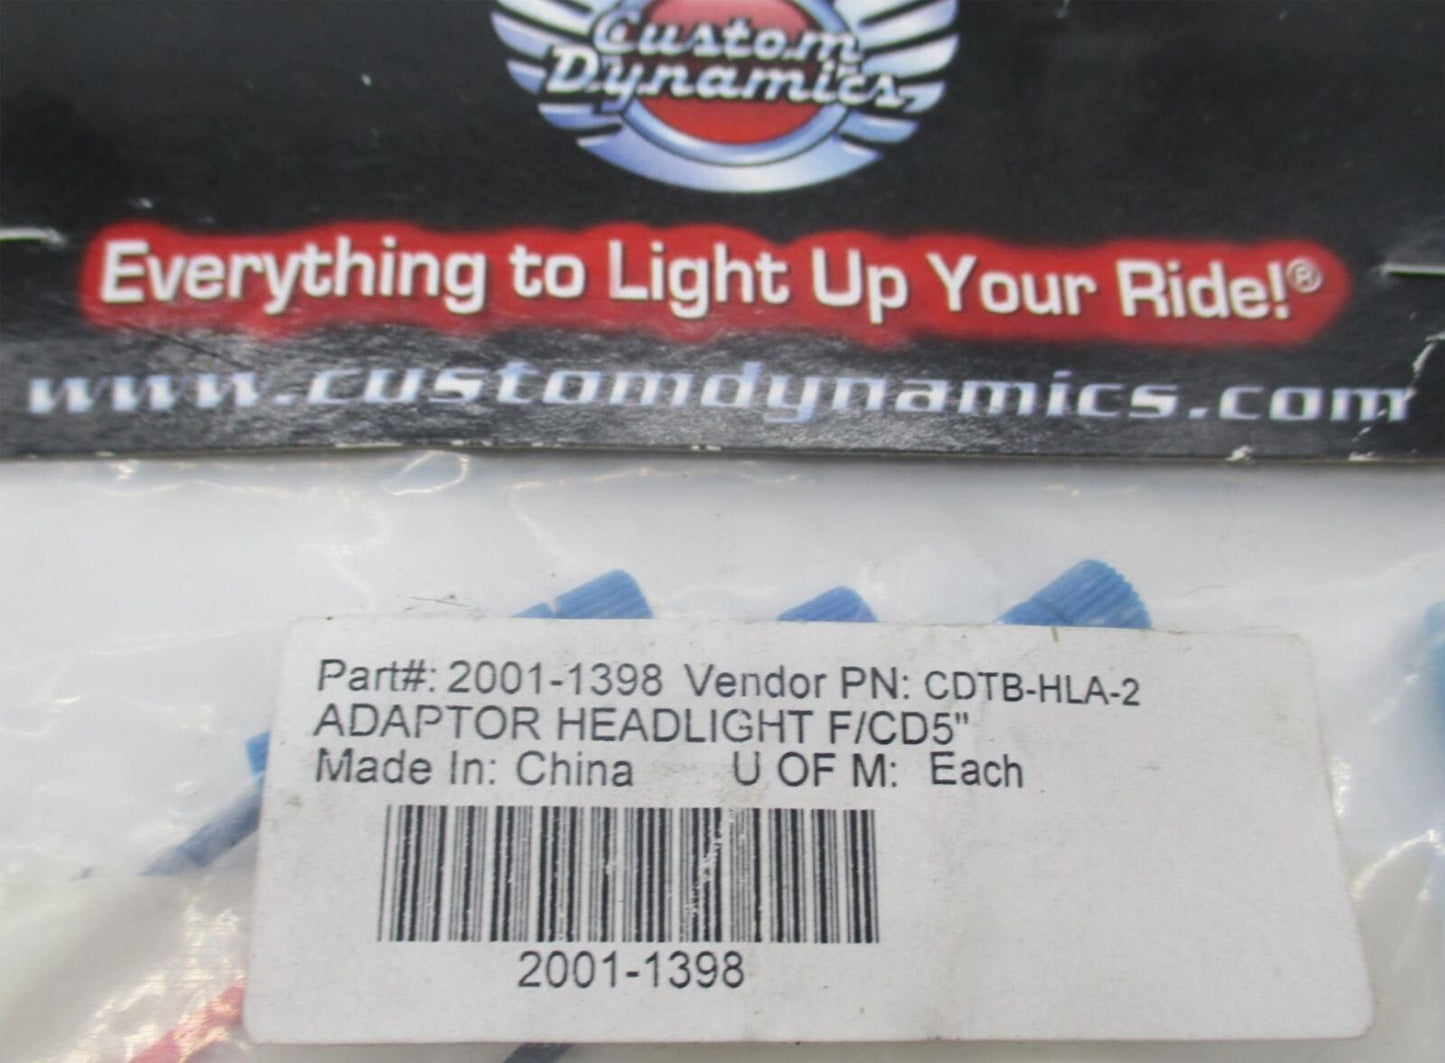 Custom
Dynamics
Everything to Light Up Your Ride!®
www.customdynamics.com
Part#: 2001-1398 Vendor PN: CDTB-HLA-2
ADAPTOR HEADLIGHT F/CD5"
Made In: China U OF M: Each
2001-1398